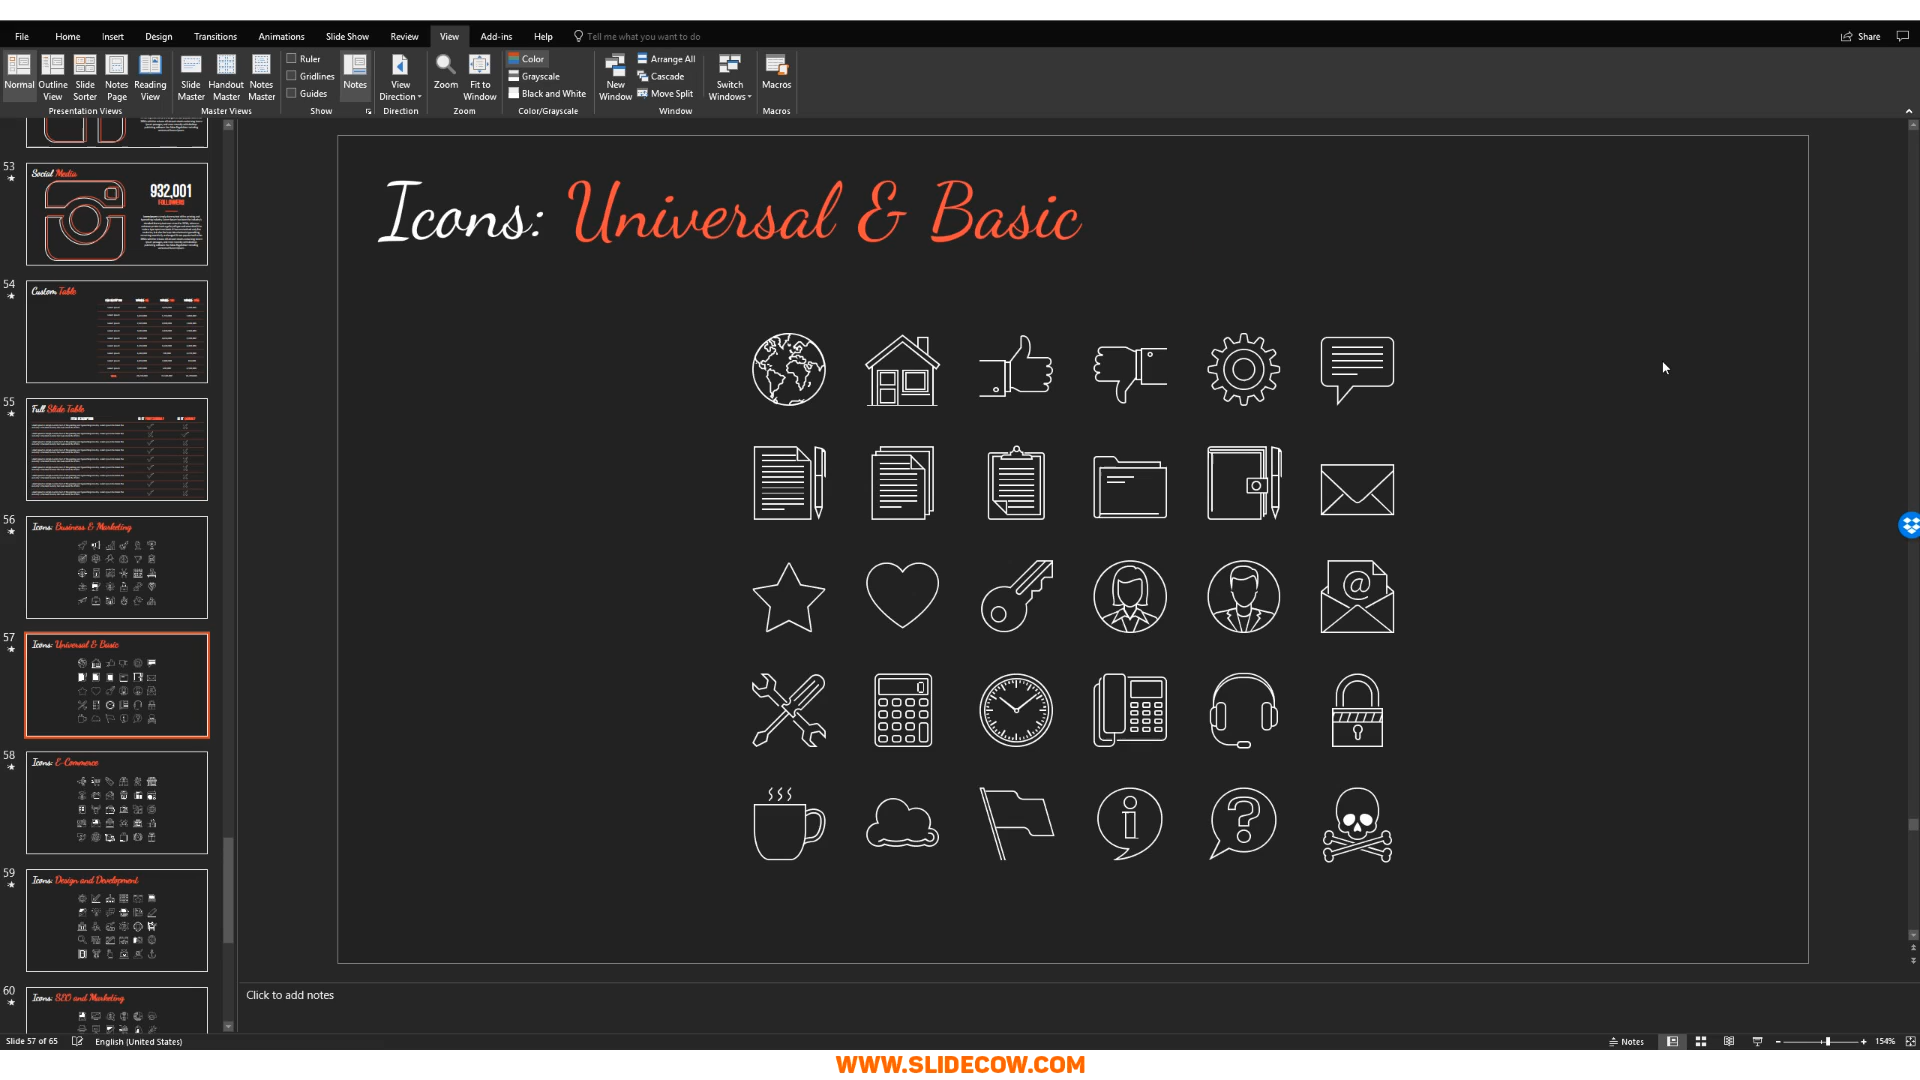 File Home Insert Design Transitions Animations Slide Show Review View Add-ins Help Tell me what you want to do Share
Normal Outline View Slide Sorter Notes Page Reading View
Presentation Views
Slide Master Handout Master Notes Master
Master Views
Ruler
Gridlines
Guides
Show
Notes
View Direction
Direction
Zoom Fit to Window
Zoom
Color
Grayscale
Black and White
Color/Grayscale
New Window
Arrange All
Cascade
Move Split
Switch Windows
Window
Macros
Macros
53
Social Media
932,001
FOLLOWERS
54
Custom Table
55
Full Slide Table
56
Icons: Business & Marketing
57
Icons: Universal & Basic
58
Icons: E-Commerce
59
Icons: Design and Development
60
Icons: SEO and Marketing
Icons: Universal & Basic
Click to add notes
Slide 57 of 65 English (United States) Notes 154%
WWW.SLIDECOW.COM